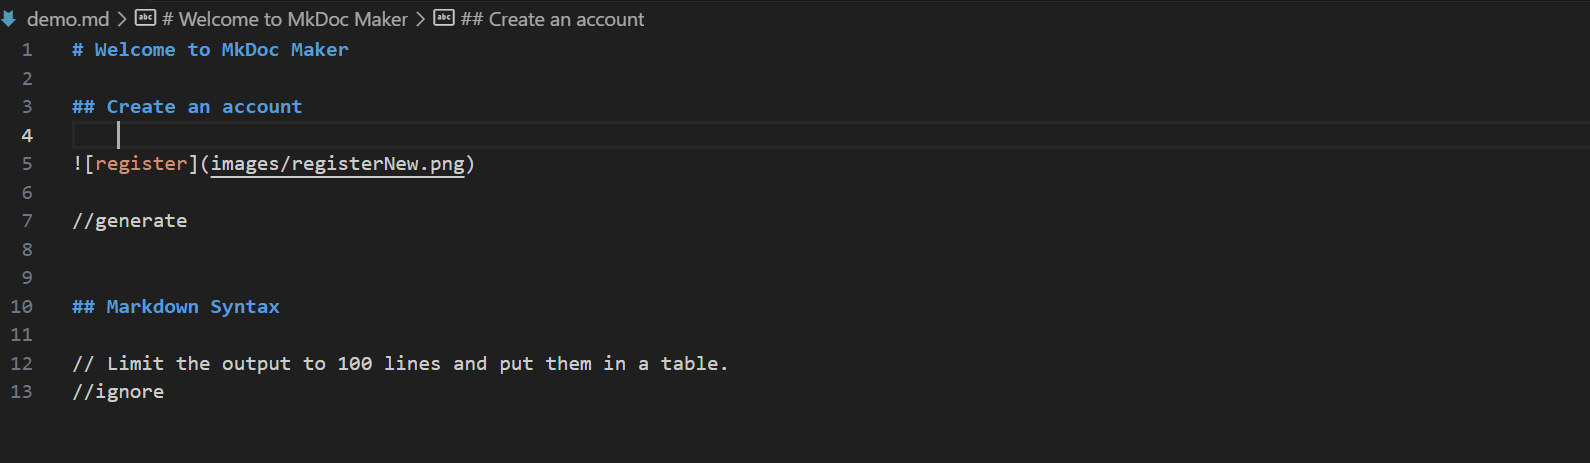 demo.md > # Welcome to MkDoc Maker > ## Create an account
1 # Welcome to MkDoc Maker
2
3 ## Create an account
4
5 ![register](images/registerNew.png)
6
7 //generate
8
9
10 ## Markdown Syntax
11
12 // Limit the output to 100 lines and put them in a table.
13 //ignore